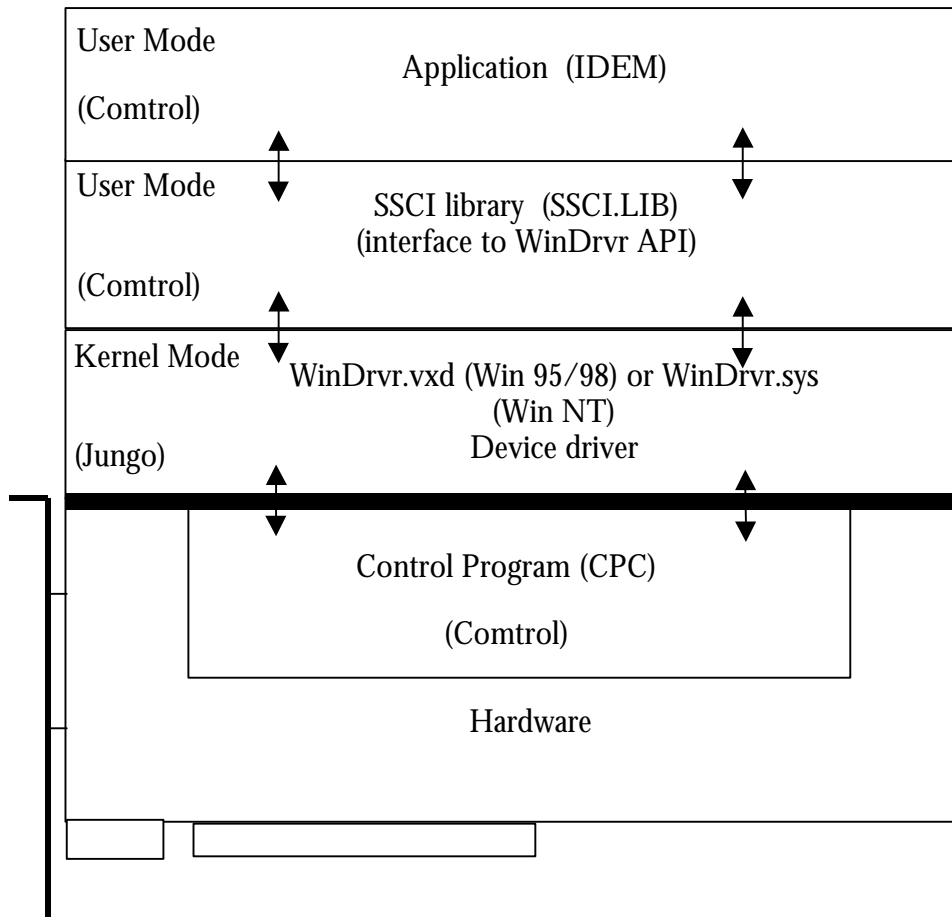 User Mode
Application (IDEM)
(Comtrol)
User Mode
SSCI library (SSCI.LIB)
(interface to WinDrvr API)
(Comtrol)
Kernel Mode
WinDrvr.vxd (Win 95/98) or WinDrvr.sys
(Win NT)
Device driver
(Jungo)
Control Program (CPC)
(Comtrol)
Hardware